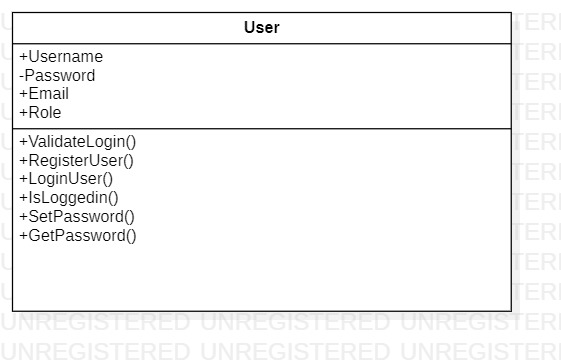 User
+Username
-Password
+Email
+Role
+ValidateLogin()
+RegisterUser()
+LoginUser()
+IsLoggedin()
+SetPassword()
+GetPassword()
UNREGISTERED UNREGISTERED UNREGISTERED
UNREGISTERED UNREGISTERED UNREGISTERED